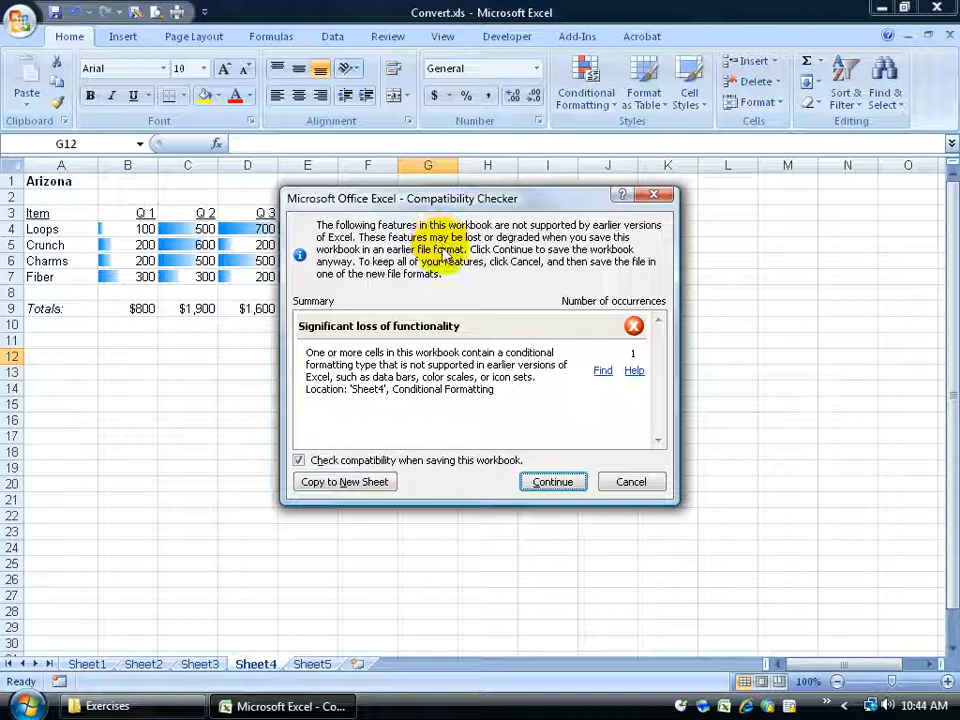 Convert.xls - Microsoft Excel
Home Insert Page Layout Formulas Data Review View Developer Add-Ins Acrobat
Paste Arial 10 General Insert
Conditional Format Cell Delete Sort & Find &
Formatting as Table Styles Format Filter Select
B I U A $ % ,
Clipboard Font Alignment Number Styles Cells Editing
G12 fx
A B C D E F G H I J K L M N O
1 Arizona
2
3 Item Q 1 Q 2 Q 3
4 Loops 100 500 700
5 Crunch 200 600 200
6 Charms 200 500 500
7 Fiber 300 300 200
8
9 Totals: $800 $1,900 $1,600
10
11
12
13
14
15
16
17
18
19
20
21
22
23
24
25
26
27
28
29
30
Microsoft Office Excel - Compatibility Checker
The following features in this workbook are not supported by earlier versions
of Excel. These features may be lost or degraded when you save this
workbook in an earlier file format. Click Continue to save the workbook
anyway. To keep all of your features, click Cancel, and then save the file in
one of the new file formats.
Summary Number of occurrences
Significant loss of functionality
One or more cells in this workbook contain a conditional 1
formatting type that is not supported in earlier versions of
Excel, such as data bars, color scales, or icon sets. Find Help
Location: 'Sheet4', Conditional Formatting
Check compatibility when saving this workbook.
Copy to New Sheet Continue Cancel
Sheet1 Sheet2 Sheet3 Sheet4 Sheet5
Ready 100%
Exercises Microsoft Excel - Co... 10:44 AM